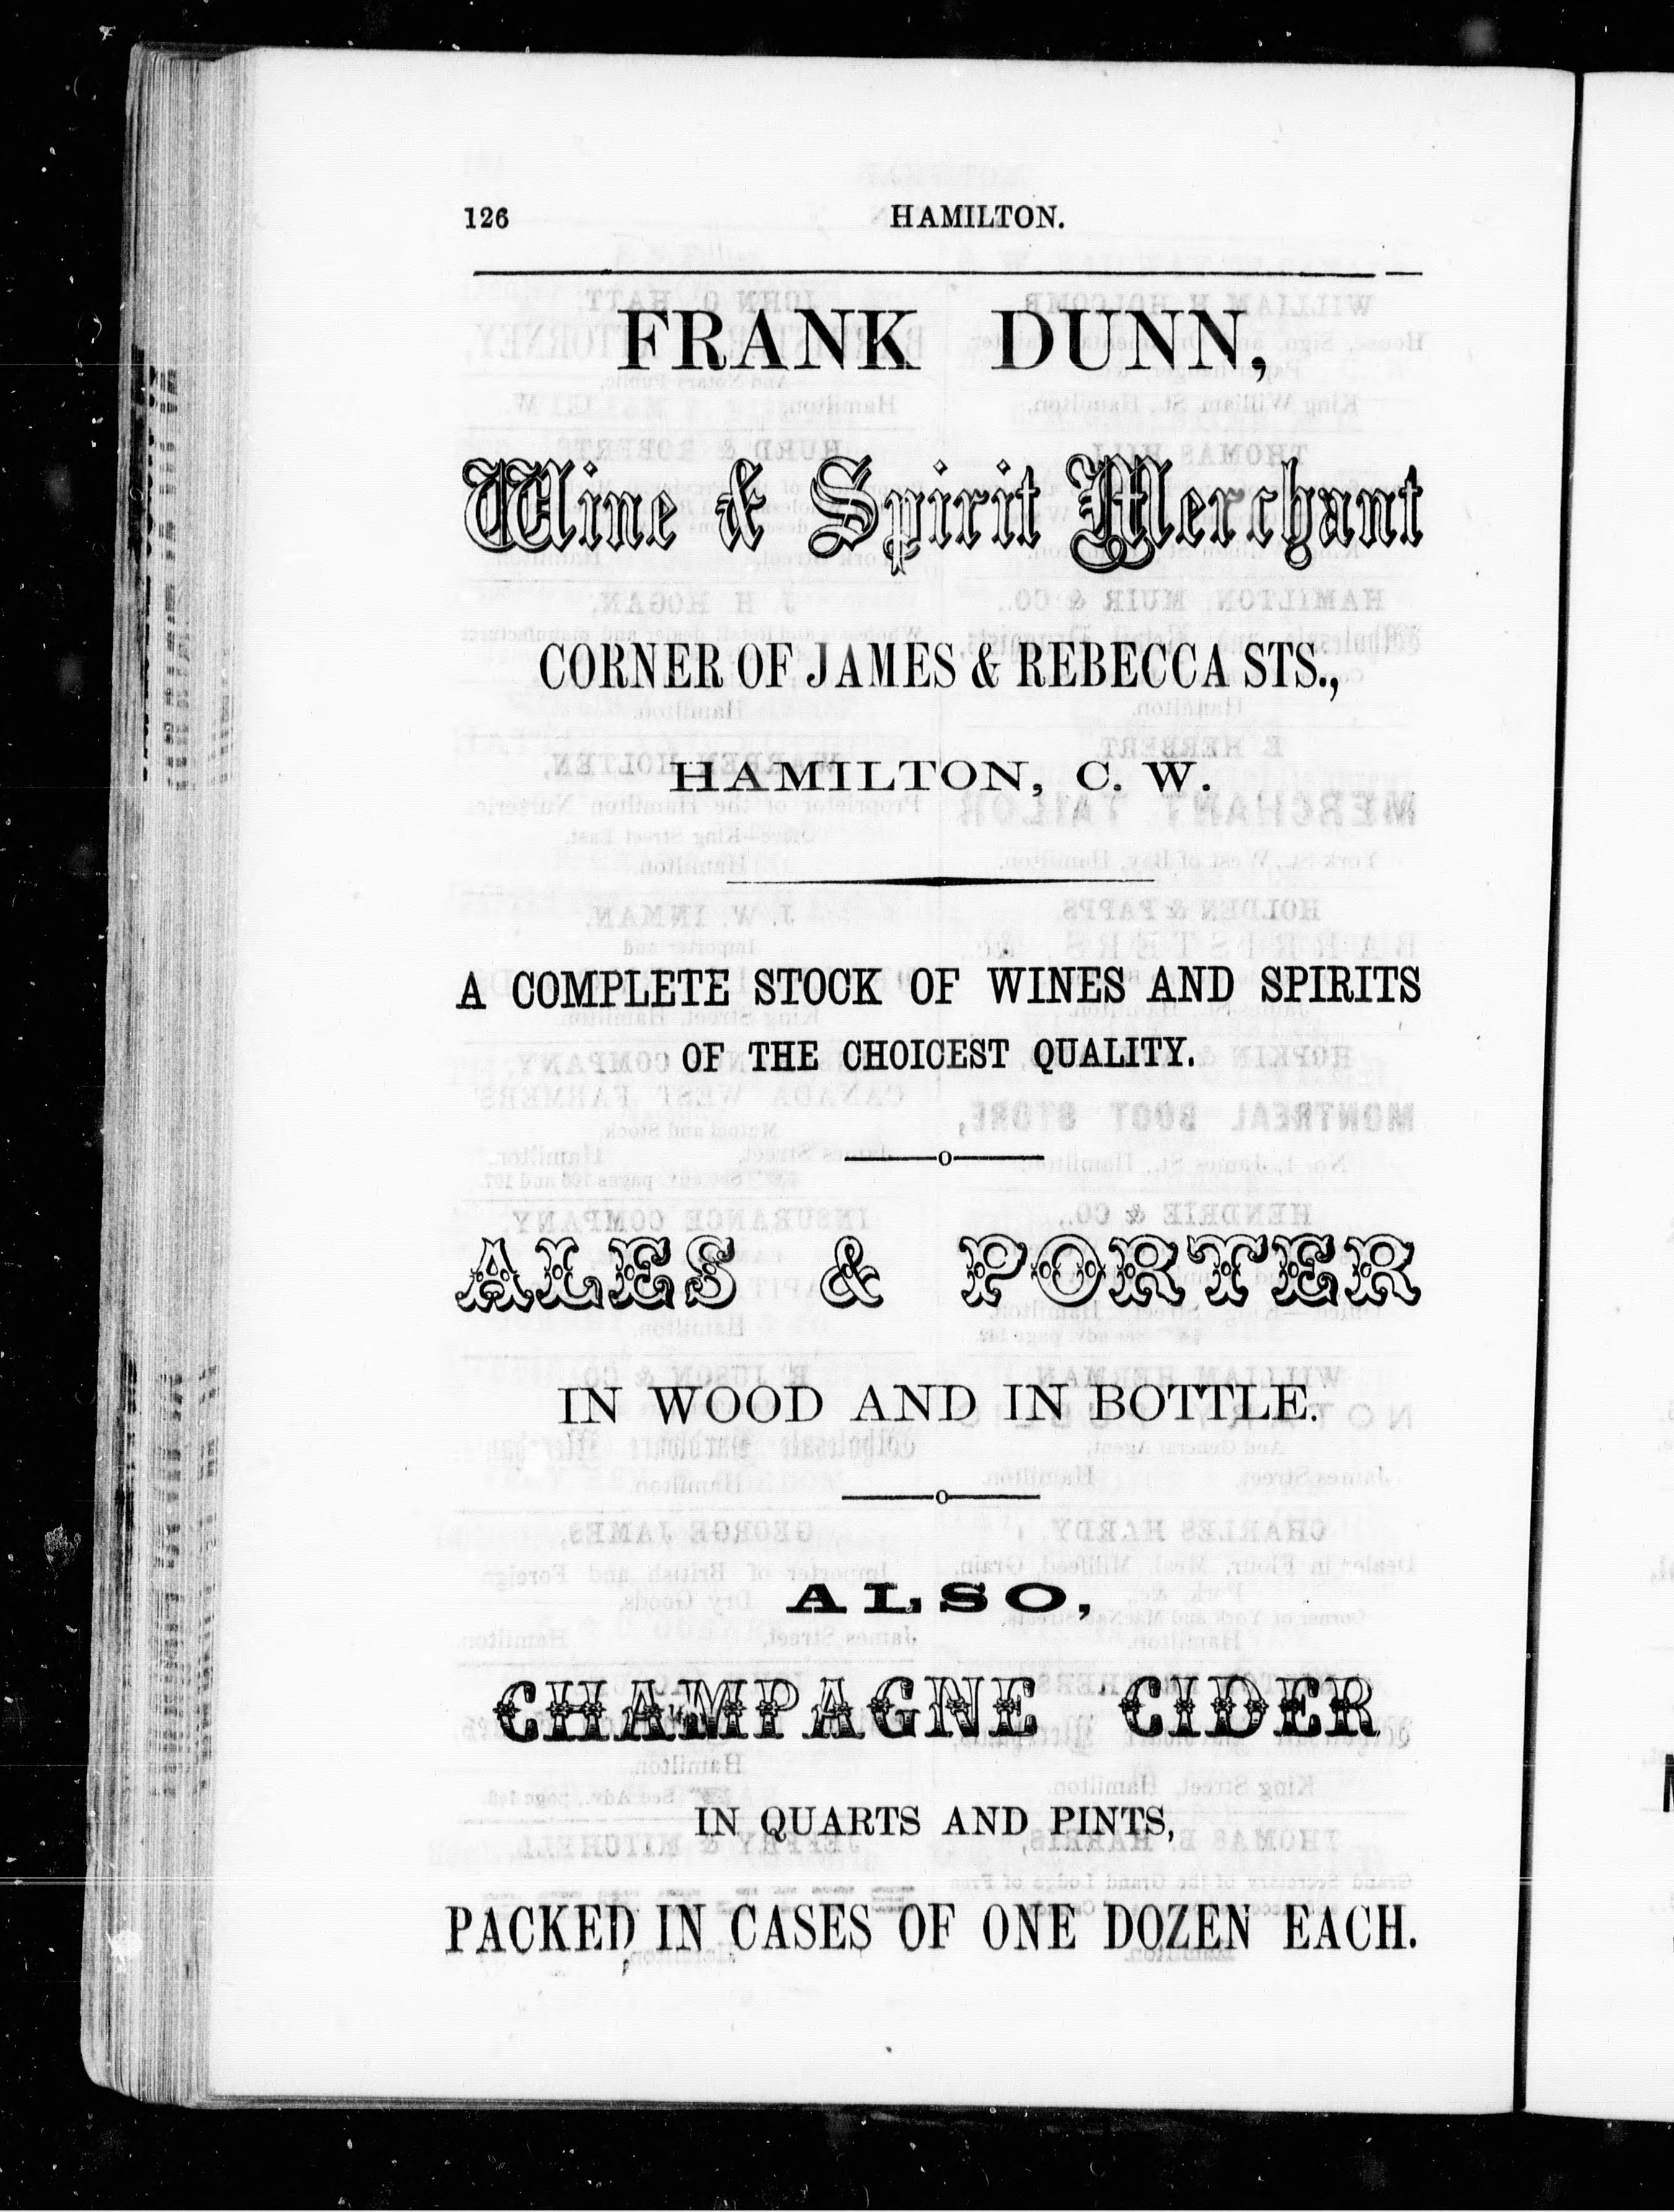 126 HAMILTON.
FRANK DUNN,
Wine & Spirit Merchant
CORNER OF JAMES & REBECCA STS.,
HAMILTON, C. W.
A COMPLETE STOCK OF WINES AND SPIRITS
OF THE CHOICEST QUALITY.
ALES & PORTER
IN WOOD AND IN BOTTLE.
ALSO,
CHAMPAGNE CIDER
IN QUARTS AND PINTS,
PACKED IN CASES OF ONE DOZEN EACH.